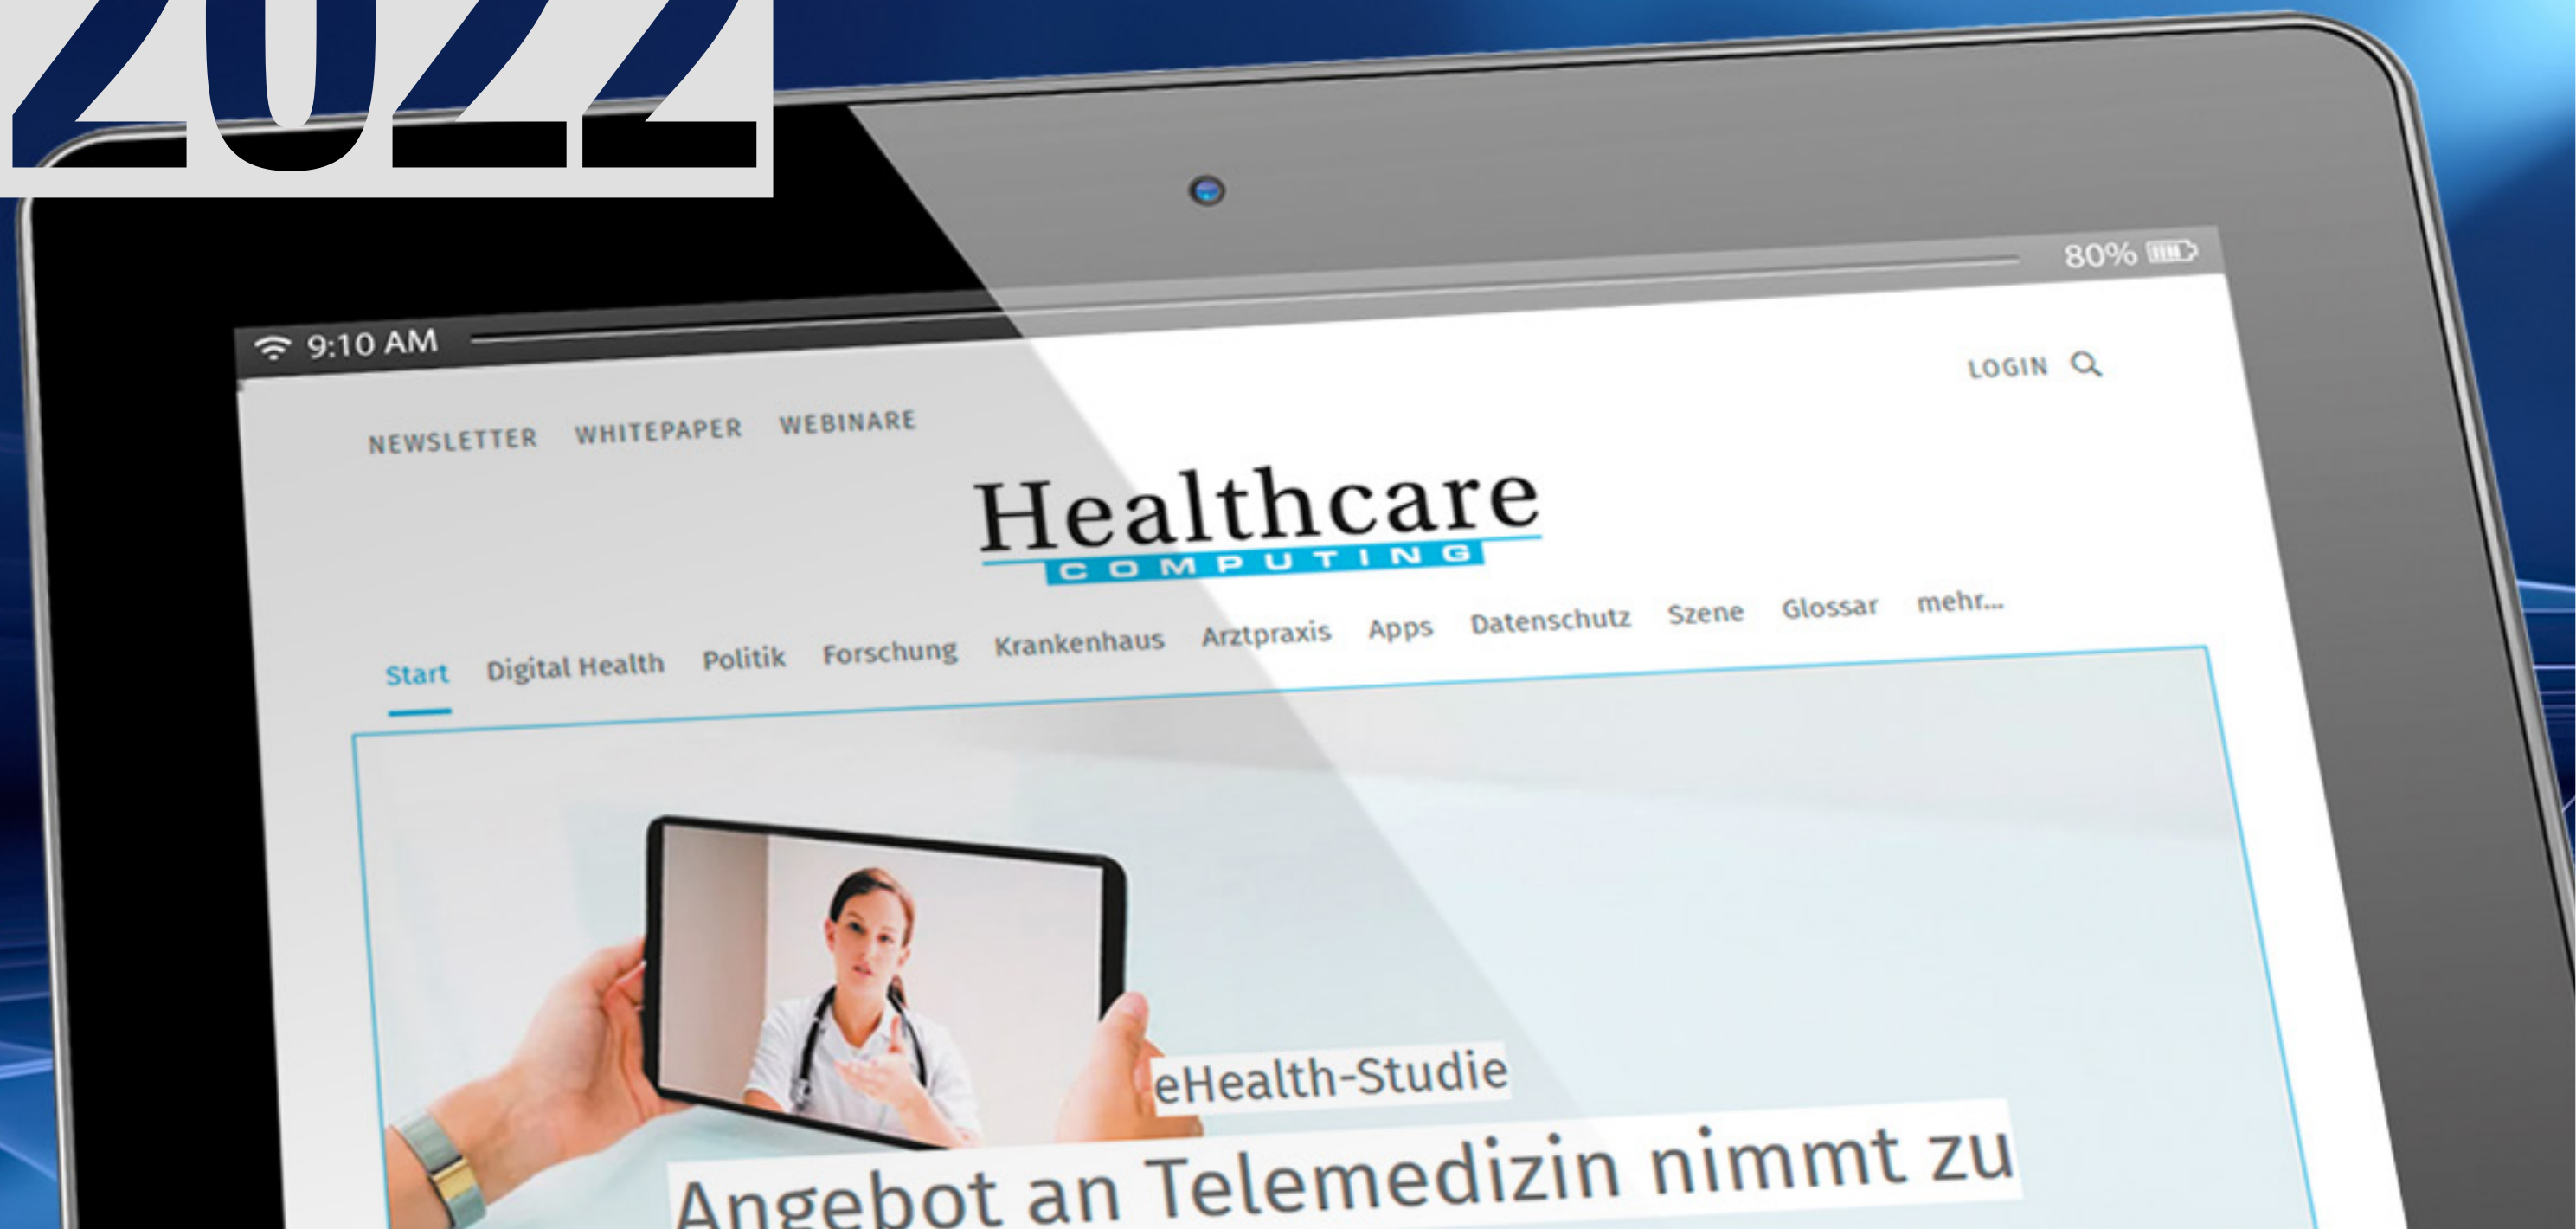 2022
9:10 AM
80%
LOGIN
NEWSLETTER WHITEPAPER WEBINARE
Healthcare
COMPUTING
Start Digital Health Politik Forschung Krankenhaus Arztpraxis Apps Datenschutz Szene Glossar mehr...
eHealth-Studie
Angebot an Telemedizin nimmt zu